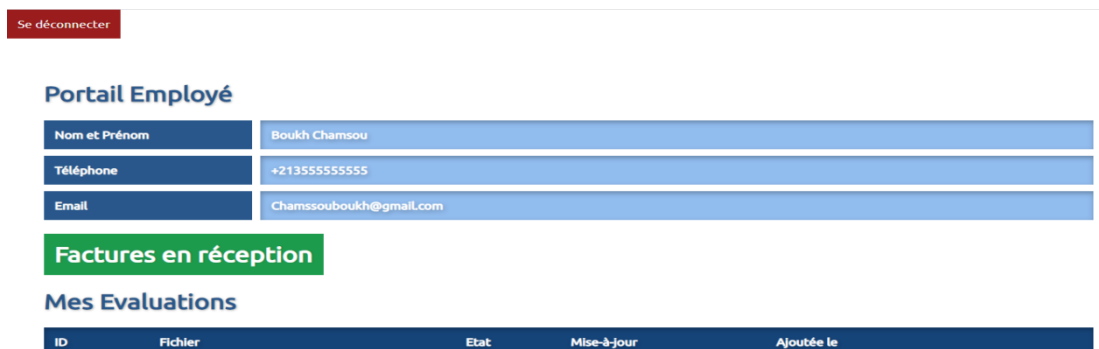 Se déconnecter
Portail Employé
Nom et Prénom Boukh Chamsou
Téléphone +213555555555
Email Chamssouboukh@gmail.com
Factures en réception
Mes Evaluations
ID Fichier Etat Mise-à-jour Ajoutée le